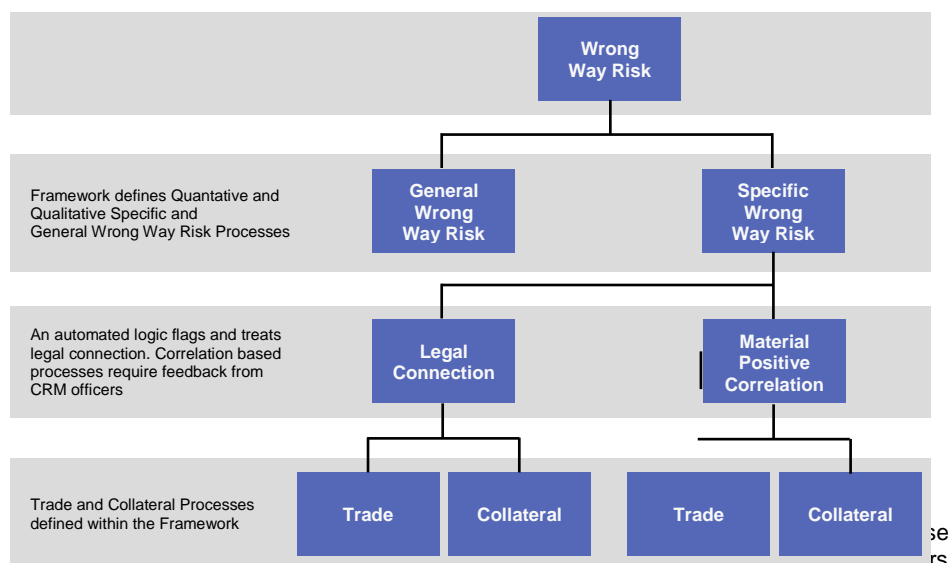 Wrong
Way Risk
Framework defines Quantative and
Qualitative Specific and
General Wrong Way Risk Processes
General
Wrong
Way Risk
Specific
Wrong
Way Risk
An automated logic flags and treats
legal connection. Correlation based
processes require feedback from
CRM officers
Legal
Connection
Material
Positive
Correlation
Trade and Collateral Processes
defined within the Framework
Trade
Collateral
Trade
Collateral
se
rs